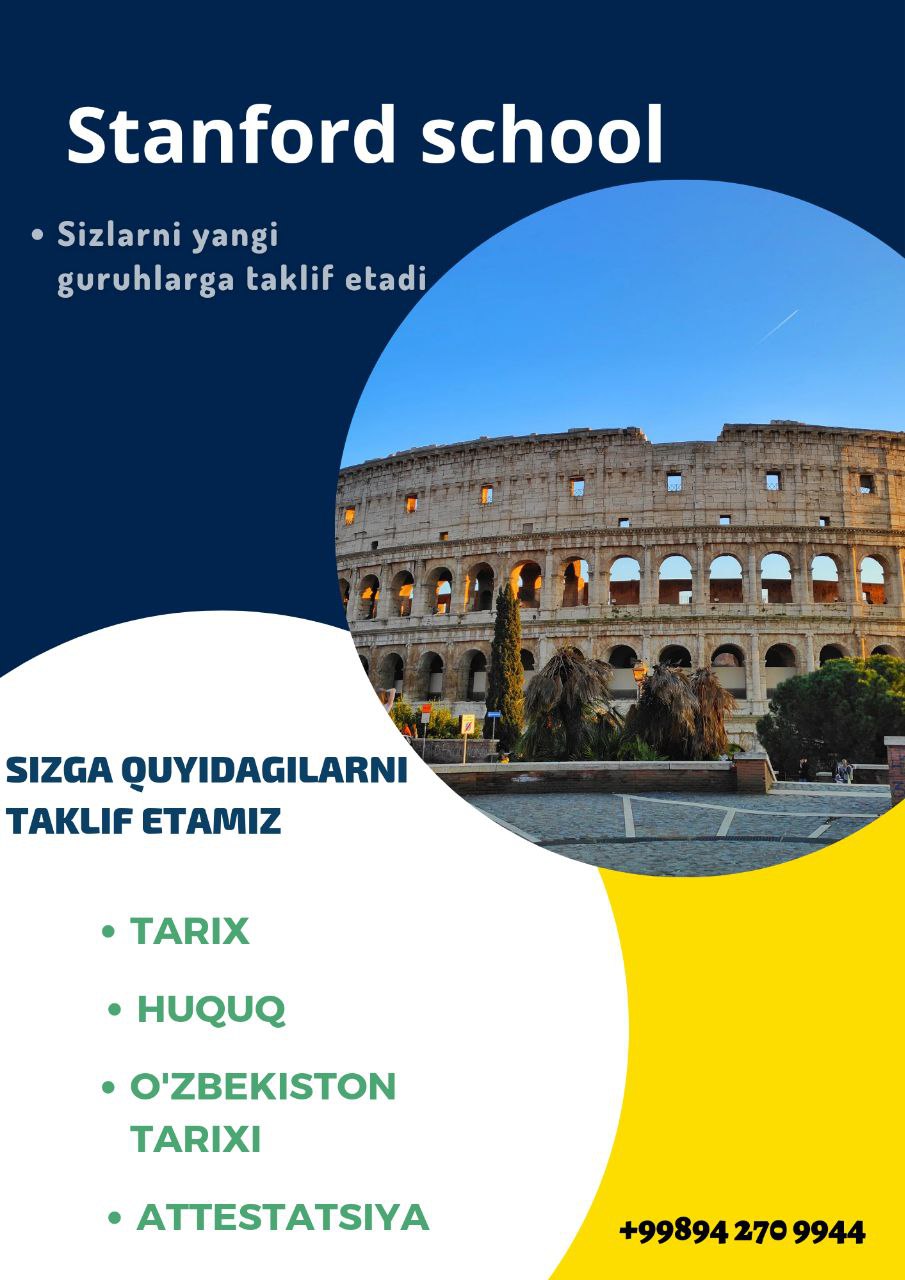 Stanford school
• Sizlarni yangi
guruhlarga taklif etadi
SIZGA QUYIDAGILARNI
TAKLIF ETAMIZ
• TARIX
• HUQUQ
• O'ZBEKISTON
TARIXI
• ATTESTATSIYA
+99894 270 9944